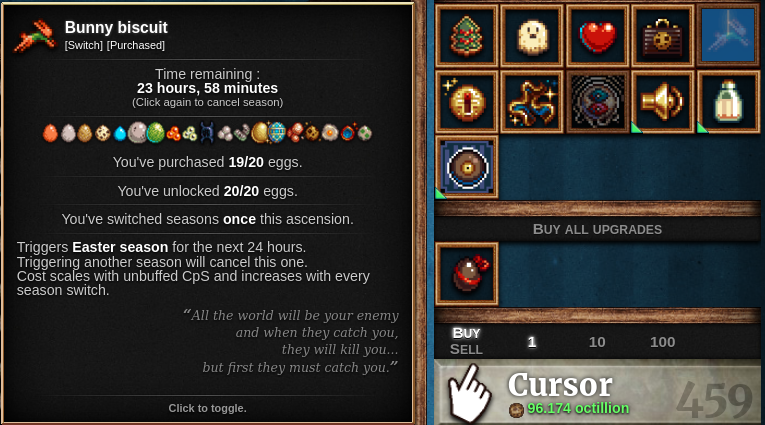 Bunny biscuit
[Switch] [Purchased]
Time remaining :
23 hours, 58 minutes
(Click again to cancel season)
You've purchased 19/20 eggs.
You've unlocked 20/20 eggs.
You've switched seasons once this ascension.
Triggers Easter season for the next 24 hours.
Triggering another season will cancel this one.
Cost scales with unbuffed CpS and increases with every
season switch.
“All the world will be your enemy
and when they catch you,
they will kill you...
but first they must catch you.”
Click to toggle.
Buy all upgrades
Buy
Sell
1
10
100
Cursor
96.174 octillion
459